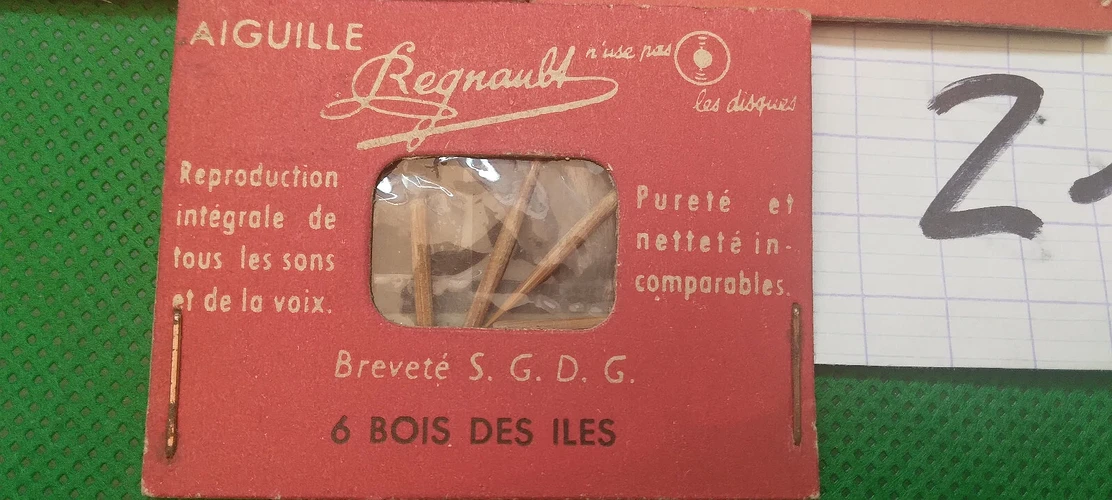 AIGUILLE
Regnault n'use pas
les disques
Reproduction
intégrale de
tous les sons
et de la voix.
Pureté et
netteté in-
comparables.
Breveté S. G. D. G.
6 BOIS DES ILES
2